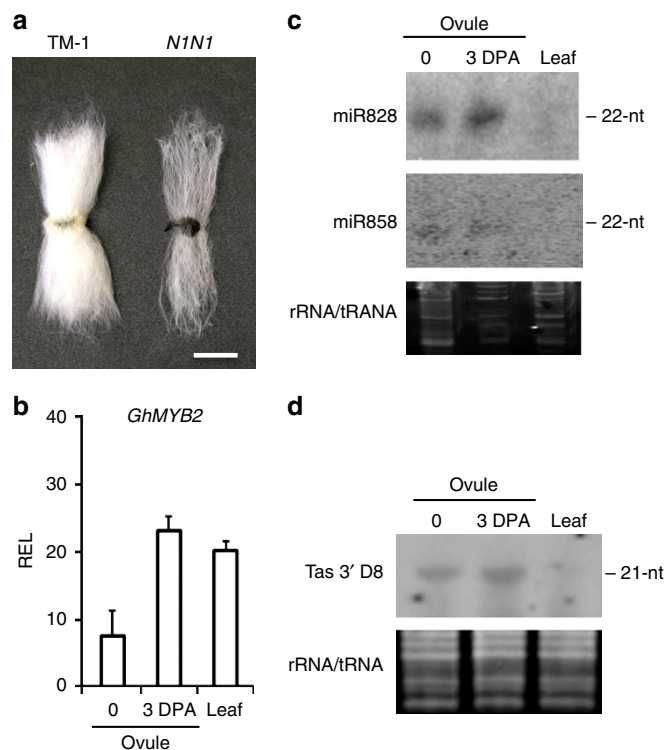 a
TM-1 N1N1
b
GhMYB2
REL
40
30
20
10
0
0 3 DPA Leaf
Ovule
c
Ovule
0 3 DPA Leaf
miR828 – 22-nt
miR858 – 22-nt
rRNA/tRANA
d
Ovule
0 3 DPA Leaf
Tas 3′ D8 – 21-nt
rRNA/tRNA